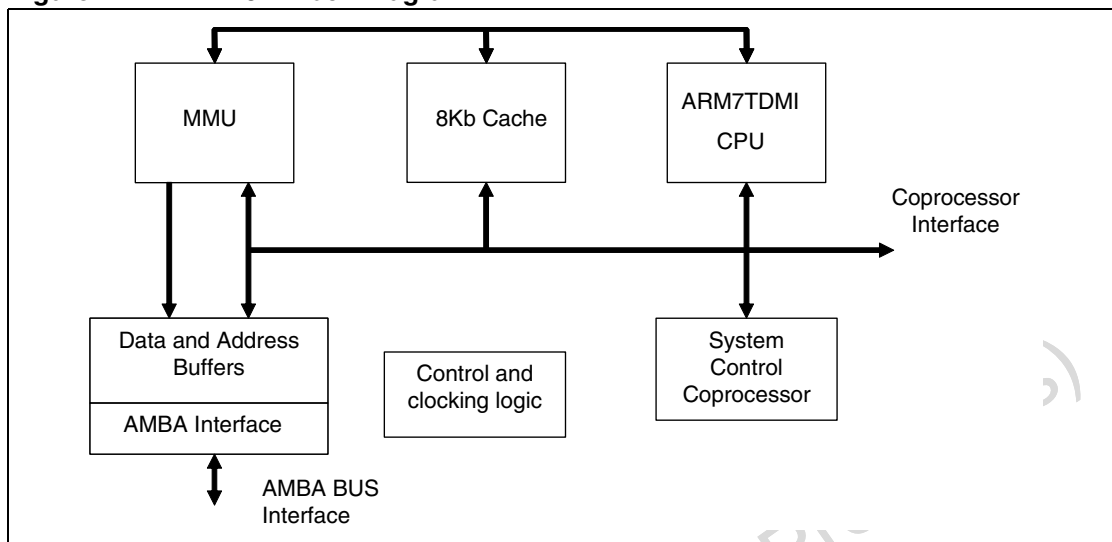 MMU
8Kb Cache
ARM7TDMI
CPU
Coprocessor
Interface
Data and Address
Buffers
AMBA Interface
Control and
clocking logic
System
Control
Coprocessor
AMBA BUS
Interface